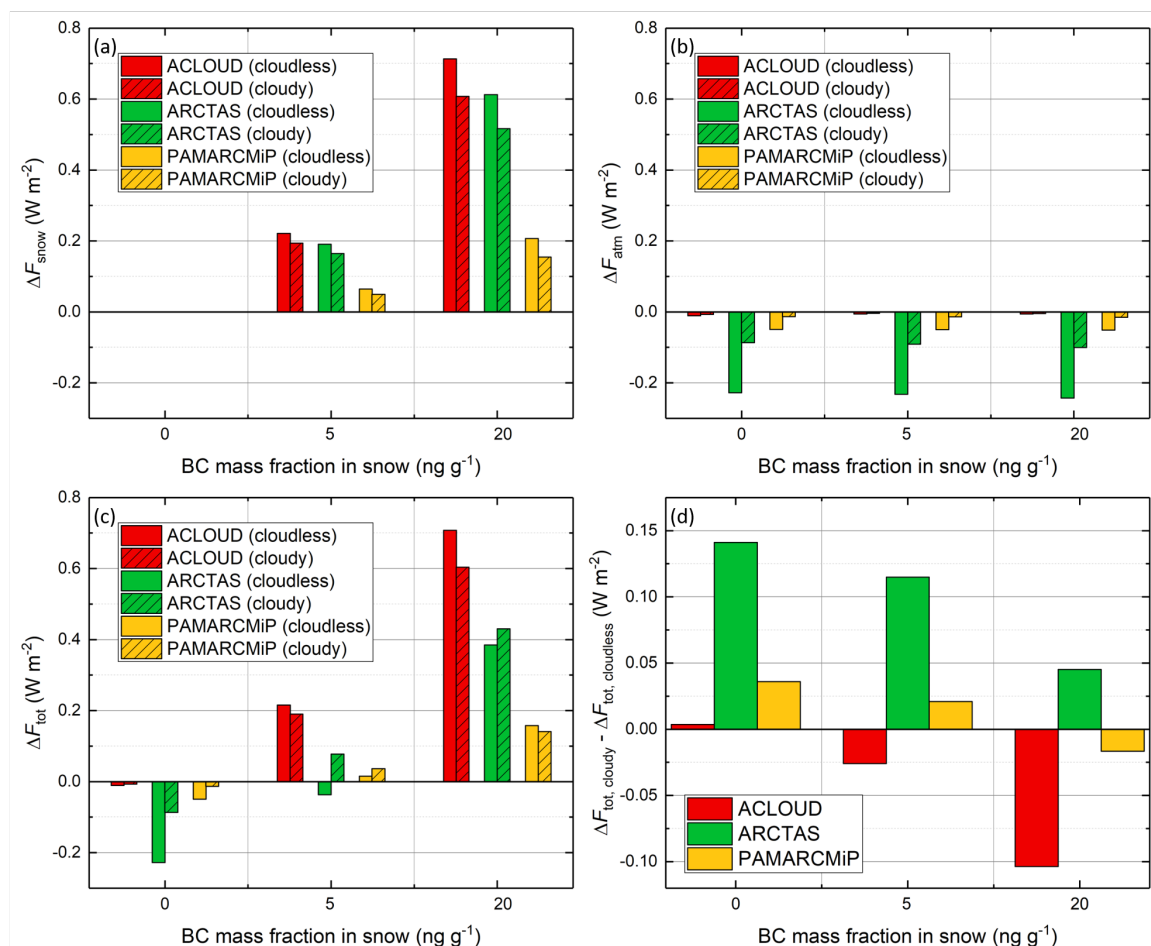 (a)
ACLOUD (cloudless)
ACLOUD (cloudy)
ARCTAS (cloudless)
ARCTAS (cloudy)
PAMARCMiP (cloudless)
PAMARCMiP (cloudy)
0.8
0.6
0.4
0.2
0.0
-0.2
ΔFsnow (W m-2)
0 5 20
BC mass fraction in snow (ng g-1)
(b)
ACLOUD (cloudless)
ACLOUD (cloudy)
ARCTAS (cloudless)
ARCTAS (cloudy)
PAMARCMiP (cloudless)
PAMARCMiP (cloudy)
0.8
0.6
0.4
0.2
0.0
-0.2
ΔFatm (W m-2)
0 5 20
BC mass fraction in snow (ng g-1)
(c)
ACLOUD (cloudless)
ACLOUD (cloudy)
ARCTAS (cloudless)
ARCTAS (cloudy)
PAMARCMiP (cloudless)
PAMARCMiP (cloudy)
0.8
0.6
0.4
0.2
0.0
-0.2
ΔFtot (W m-2)
0 5 20
BC mass fraction in snow (ng g-1)
(d)
0.15
0.10
0.05
0.00
-0.05
-0.10
ΔFtot, cloudy - ΔFtot, cloudless (W m-2)
ACLOUD
ARCTAS
PAMARCMiP
0 5 20
BC mass fraction in snow (ng g-1)